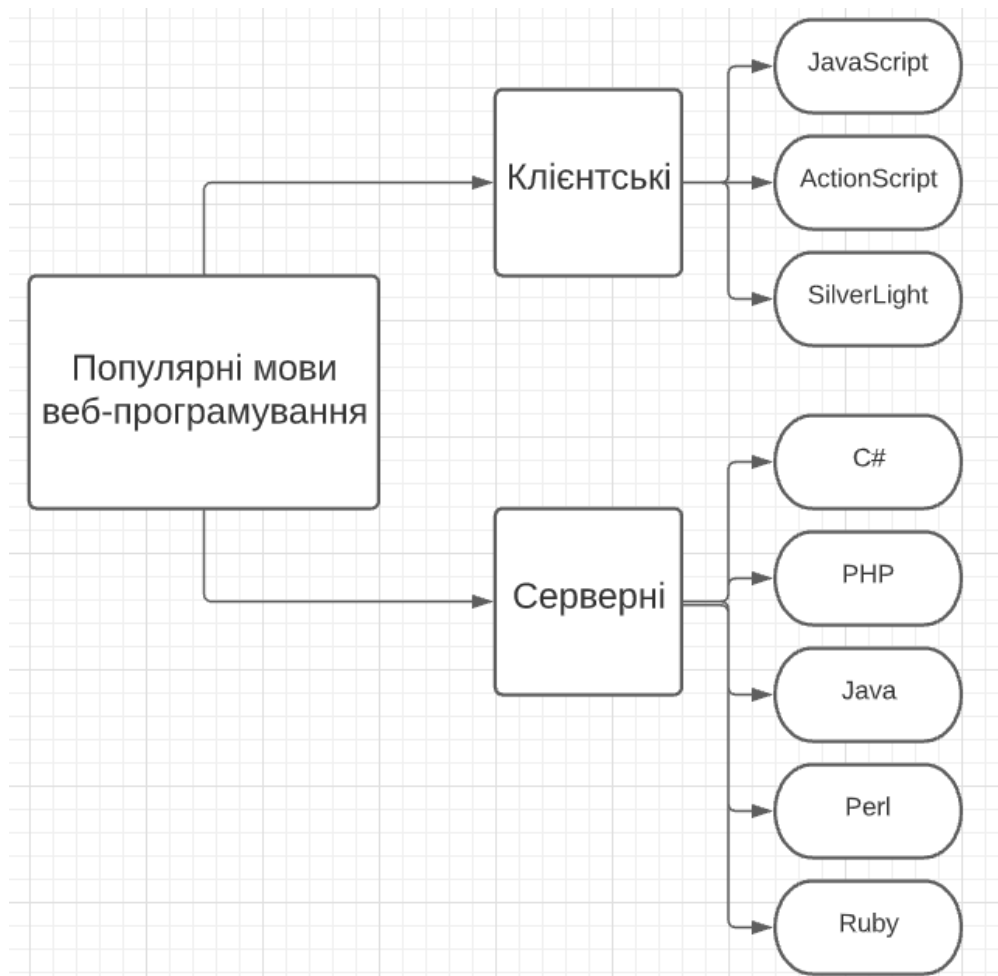 Популярні мови
веб-програмування
Клієнтські
JavaScript
ActionScript
SilverLight
Серверні
C#
PHP
Java
Perl
Ruby